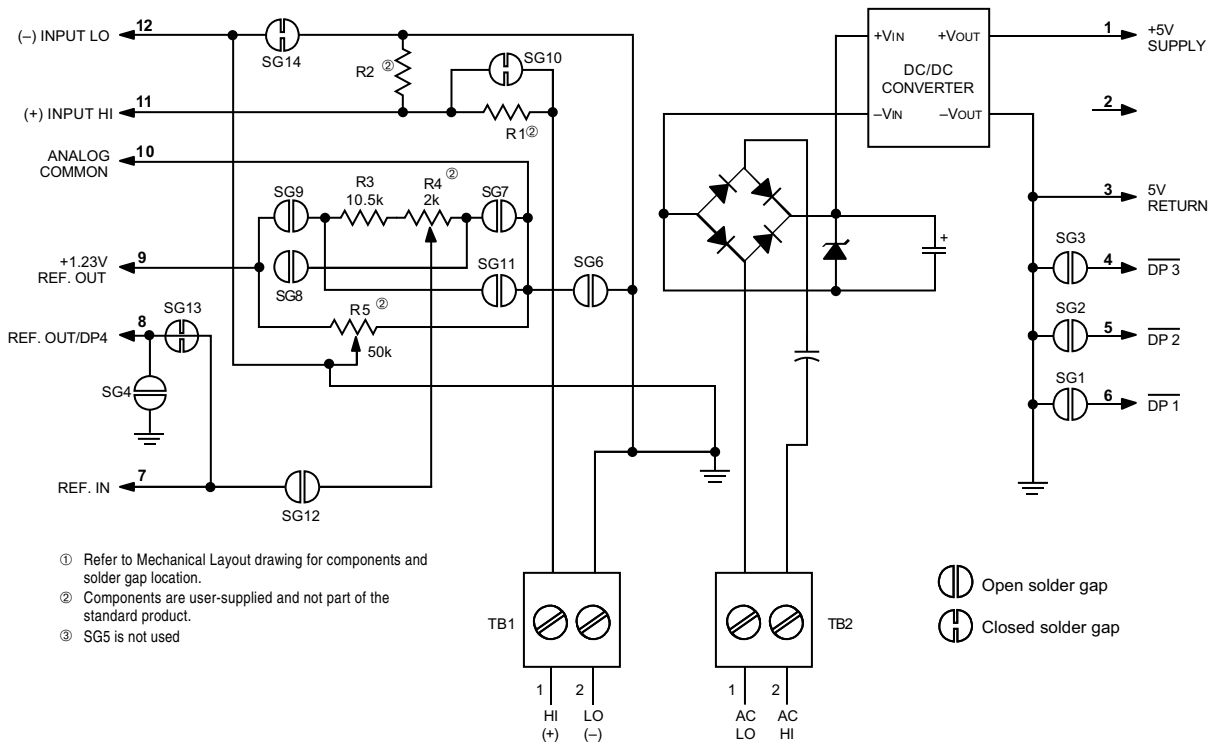 (–) INPUT LO
12
SG14
R2 ②
SG10
(+) INPUT HI
11
R1②
ANALOG
COMMON
10
SG9
R3
10.5k
R4 ②
2k
SG7
+1.23V
REF. OUT
9
SG8
SG11
SG6
R5 ②
50k
REF. OUT/DP4
8
SG13
SG4
REF. IN
7
SG12
+VIN
+VOUT
DC/DC
CONVERTER
–VIN
–VOUT
1
+5V
SUPPLY
2
3
5V
RETURN
+
SG3
4
DP 3
SG2
5
DP 2
SG1
6
DP 1
① Refer to Mechanical Layout drawing for components and
solder gap location.
② Components are user-supplied and not part of the
standard product.
③ SG5 is not used
TB1
1
2
HI
(+)
LO
(–)
TB2
1
2
AC
LO
AC
HI
Open solder gap
Closed solder gap